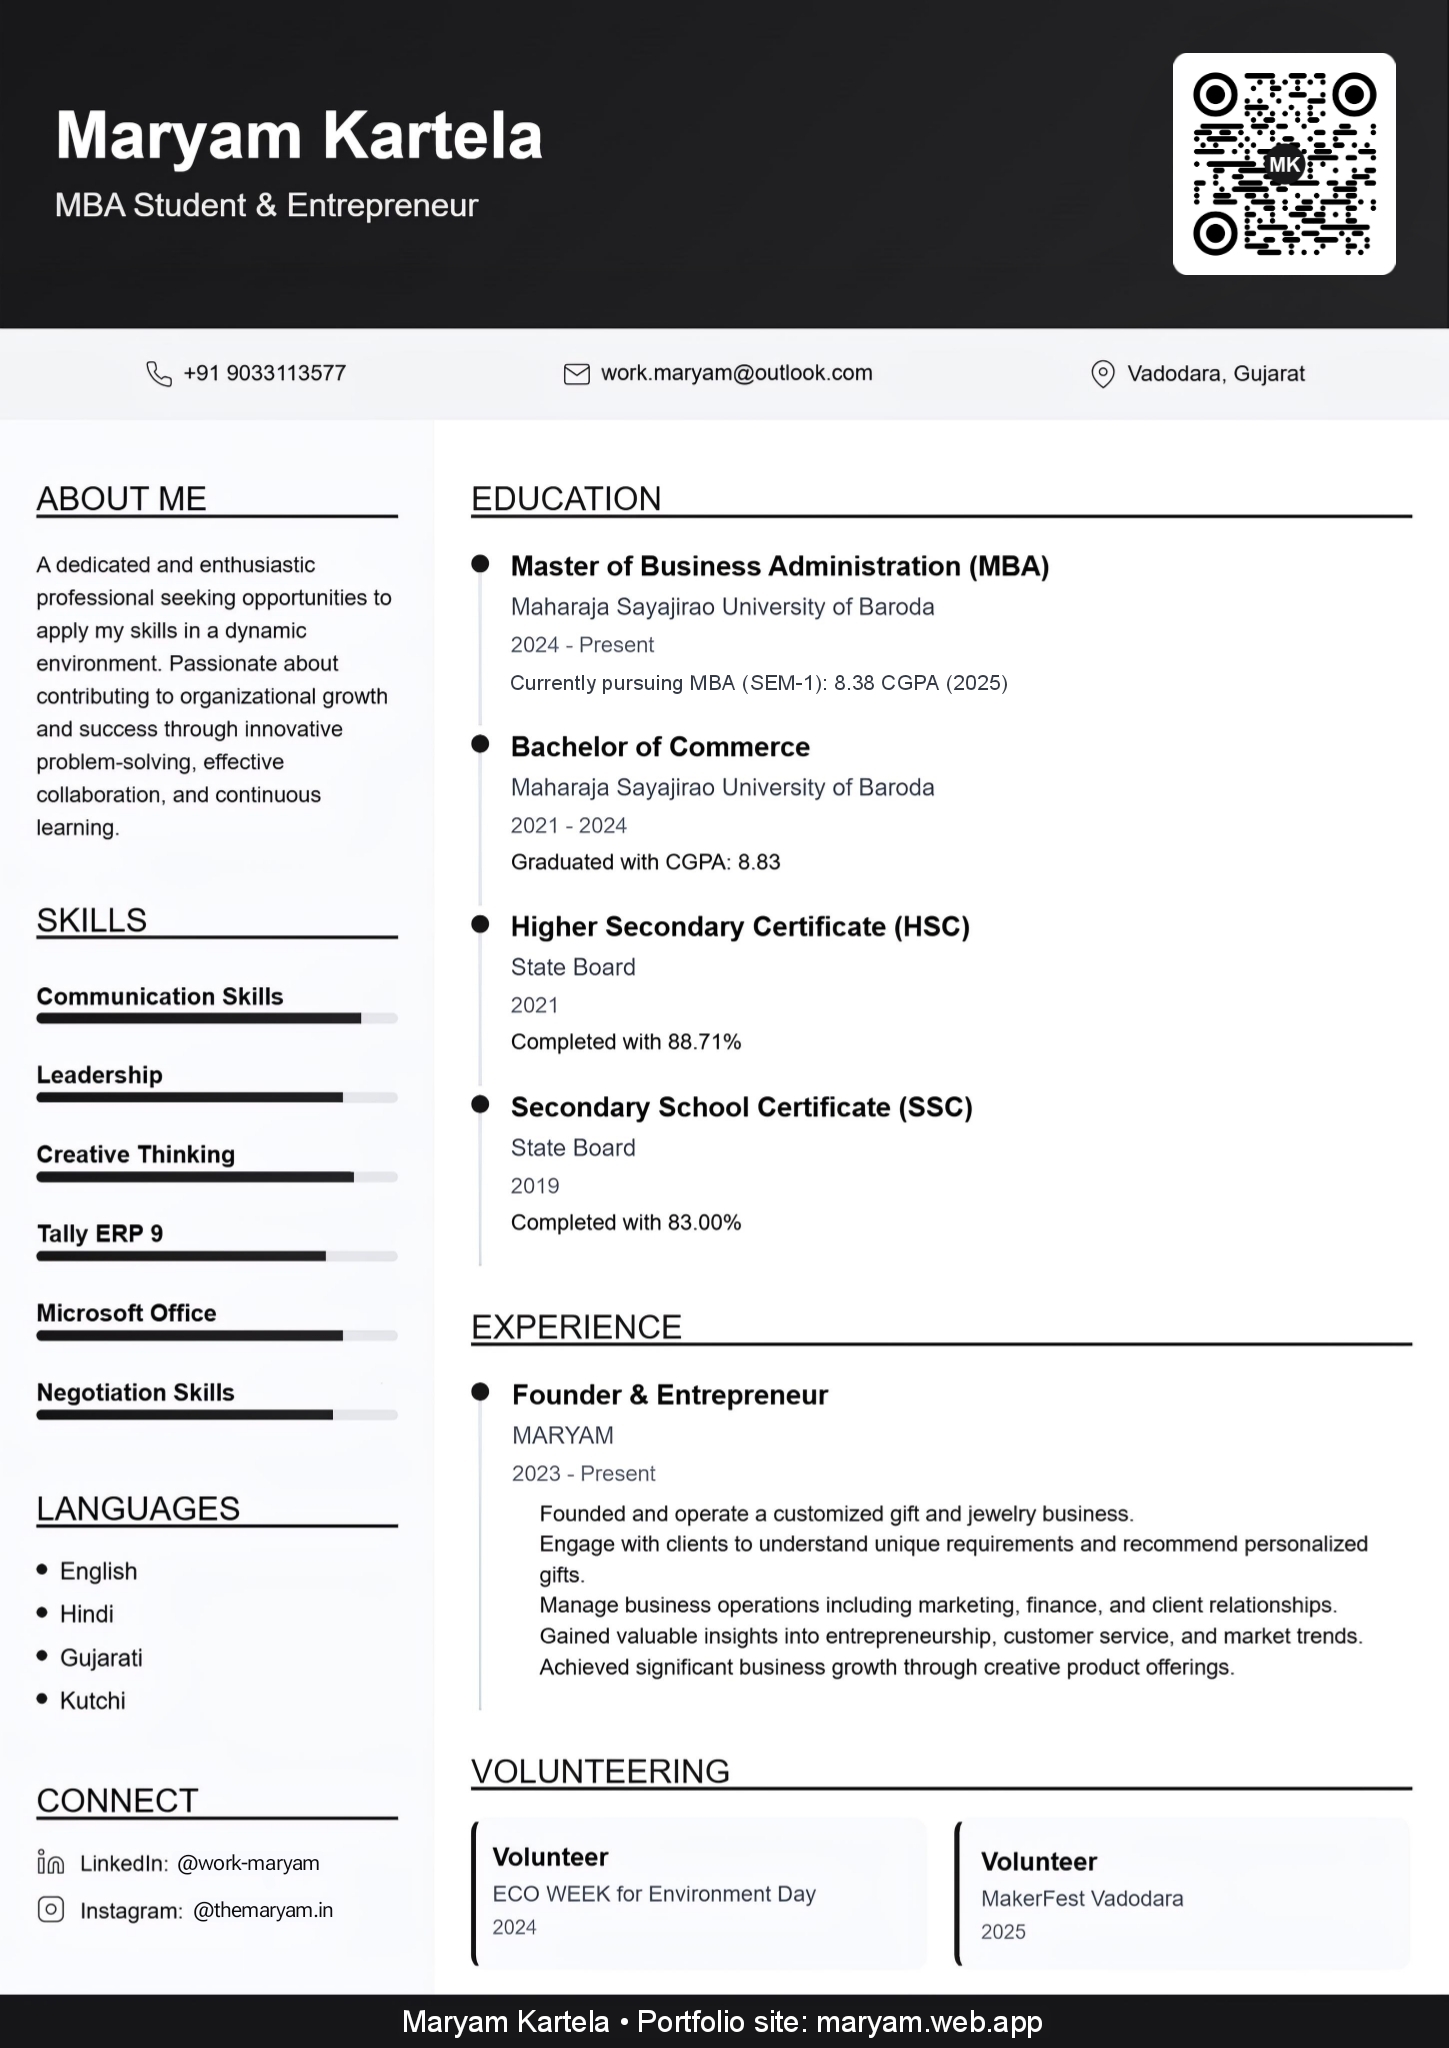 Maryam Kartela
MBA Student & Entrepreneur
MK
+91 9033113577
work.maryam@outlook.com
Vadodara, Gujarat
ABOUT ME
A dedicated and enthusiastic
professional seeking opportunities to
apply my skills in a dynamic
environment. Passionate about
contributing to organizational growth
and success through innovative
problem-solving, effective
collaboration, and continuous
learning.
SKILLS
Communication Skills
Leadership
Creative Thinking
Tally ERP 9
Microsoft Office
Negotiation Skills
LANGUAGES
English
Hindi
Gujarati
Kutchi
CONNECT
LinkedIn: @work-maryam
Instagram: @themaryam.in
EDUCATION
Master of Business Administration (MBA)
Maharaja Sayajirao University of Baroda
2024 - Present
Currently pursuing MBA (SEM-1): 8.38 CGPA (2025)
Bachelor of Commerce
Maharaja Sayajirao University of Baroda
2021 - 2024
Graduated with CGPA: 8.83
Higher Secondary Certificate (HSC)
State Board
2021
Completed with 88.71%
Secondary School Certificate (SSC)
State Board
2019
Completed with 83.00%
EXPERIENCE
Founder & Entrepreneur
MARYAM
2023 - Present
Founded and operate a customized gift and jewelry business.
Engage with clients to understand unique requirements and recommend personalized
gifts.
Manage business operations including marketing, finance, and client relationships.
Gained valuable insights into entrepreneurship, customer service, and market trends.
Achieved significant business growth through creative product offerings.
VOLUNTEERING
Volunteer
ECO WEEK for Environment Day
2024
Volunteer
MakerFest Vadodara
2025
Maryam Kartela • Portfolio site: maryam.web.app